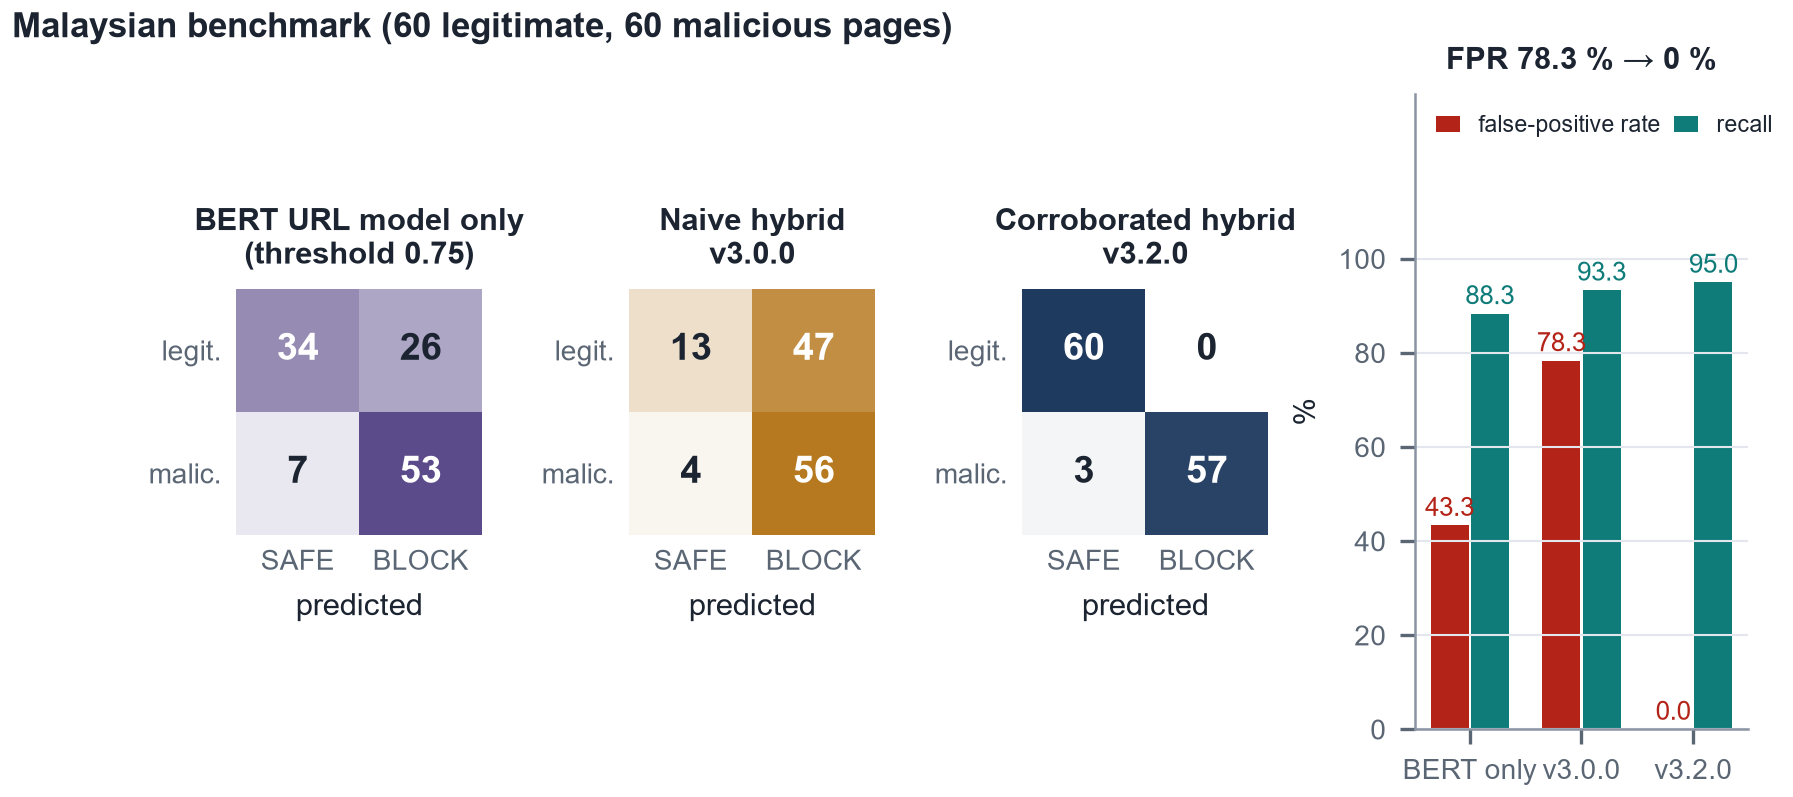 Malaysian benchmark (60 legitimate, 60 malicious pages)
BERT URL model only
(threshold 0.75)
legit.
34
26
malic.
7
53
SAFE
BLOCK
predicted
Naive hybrid
v3.0.0
legit.
13
47
malic.
4
56
SAFE
BLOCK
predicted
Corroborated hybrid
v3.2.0
legit.
60
0
malic.
3
57
SAFE
BLOCK
predicted
FPR 78.3 % → 0 %
false-positive rate
recall
%
100
80
60
40
20
0
43.3
88.3
78.3
93.3
0.0
95.0
BERT only
v3.0.0
v3.2.0